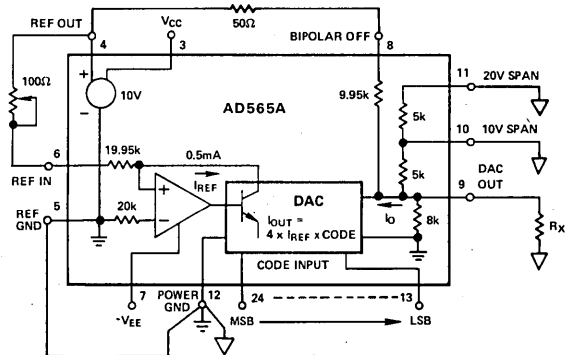 REF OUT
4
VCC
3
50Ω
BIPOLAR OFF
8
100Ω
+
10V
-
AD565A
9.95k
11
20V SPAN
5k
10
10V SPAN
5k
6
REF IN
19.95k
0.5mA
IREF
+
-
DAC
IOUT =
4 x IREF x CODE
9
DAC
OUT
IO
8k
RX
5
REF
GND
20k
CODE INPUT
7
-VEE
POWER
GND
12
24
MSB
13
LSB